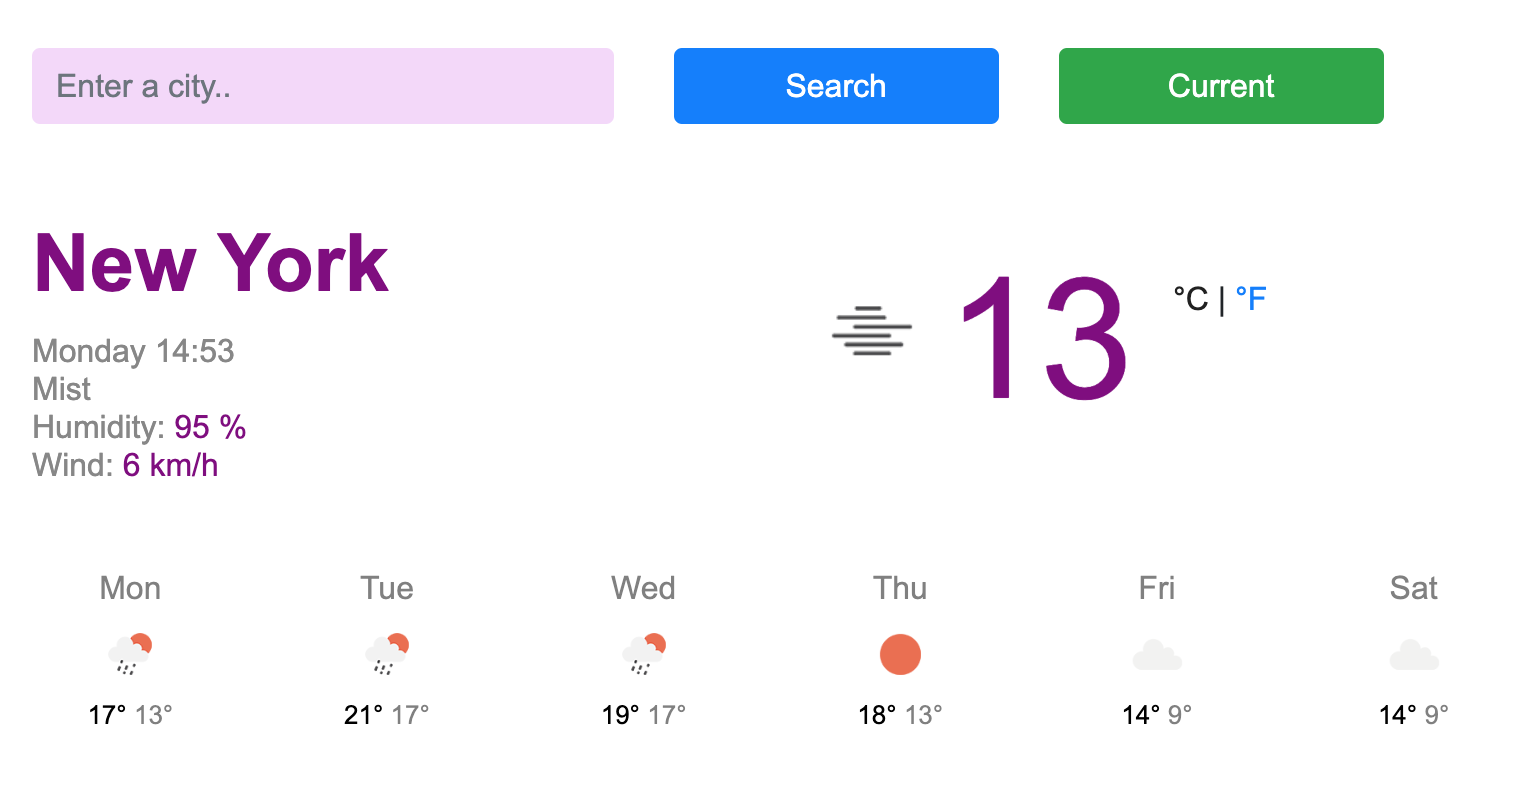 Enter a city..
Search
Current
New York
Monday 14:53
Mist
Humidity: 95 %
Wind: 6 km/h
13
°C | °F
Mon
Tue
Wed
Thu
Fri
Sat
17° 13°
21° 17°
19° 17°
18° 13°
14° 9°
14° 9°